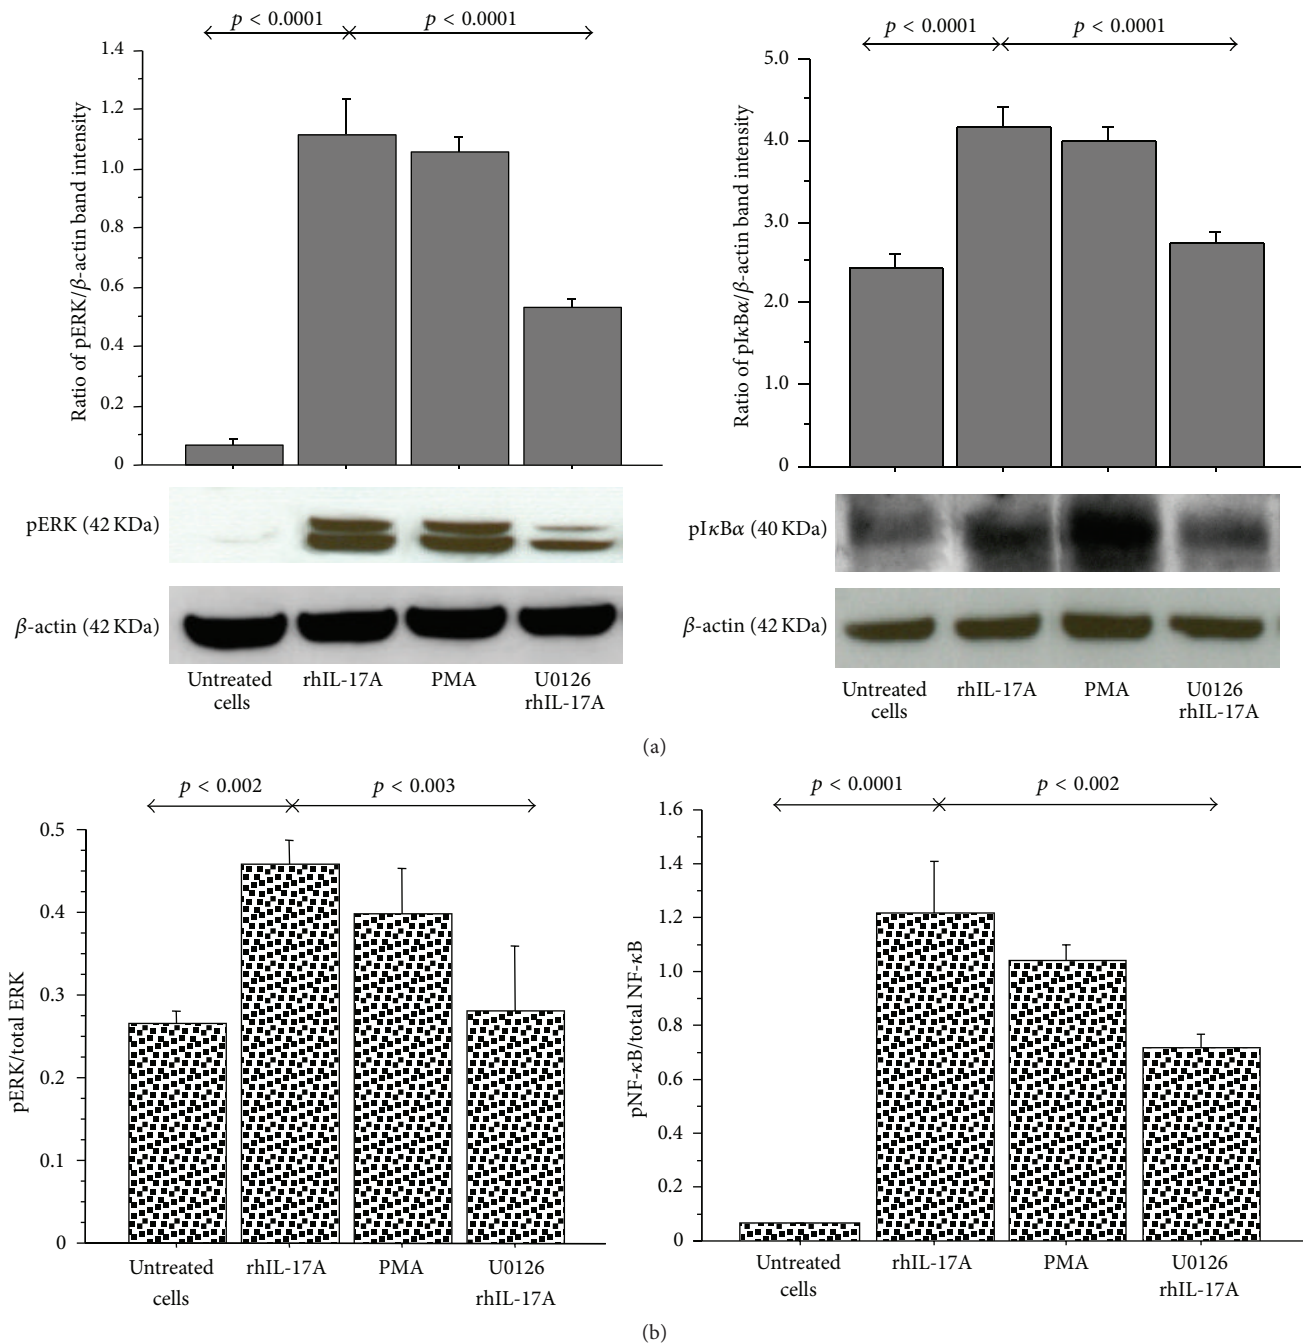 p < 0.0001
p < 0.0001
1.4
1.2
1.0
0.8
0.6
0.4
0.2
0
Ratio of pERK/β-actin band intensity
pERK (42 KDa)
β-actin (42 KDa)
Untreated
cells
rhIL-17A
PMA
U0126
rhIL-17A
p < 0.0001
p < 0.0001
5.0
4.0
3.0
2.0
1.0
0
Ratio of pIκBα/β-actin band intensity
pIκBα (40 KDa)
β-actin (42 KDa)
Untreated
cells
rhIL-17A
PMA
U0126
rhIL-17A
(a)
p < 0.002
p < 0.003
0.5
0.4
0.3
0.2
0.1
0
pERK/total ERK
Untreated
cells
rhIL-17A
PMA
U0126
rhIL-17A
p < 0.0001
p < 0.002
1.6
1.4
1.2
1.0
0.8
0.6
0.4
0.2
0
pNF-κB/total NF-κB
Untreated
cells
rhIL-17A
PMA
U0126
rhIL-17A
(b)